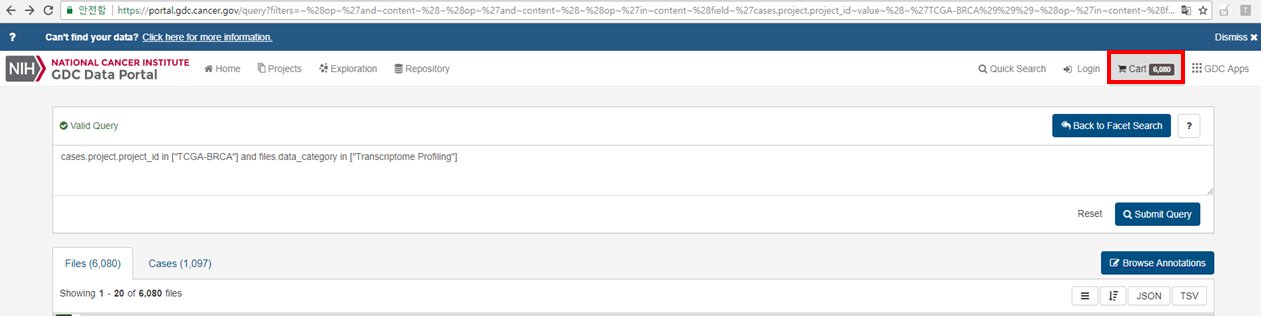 안전함 https://portal.gdc.cancer.gov/query?filters=~%28op~%27and~content~%28~%28op~%27and~content~%28~%28op~%27in~content~%28field~%27cases.project.project_id~value~%28~%27TCGA-BRCA%29%29%29~%28op~%27in~content~%28f...
? Can't find your data? Click here for more information. Dismiss ✖
NIH NATIONAL CANCER INSTITUTE
GDC Data Portal
Home Projects Exploration Repository Quick Search Login Cart 6,080 GDC Apps
Valid Query Back to Facet Search ?
cases.project.project_id in ["TCGA-BRCA"] and files.data_category in ["Transcriptome Profiling"]
Reset Submit Query
Files (6,080) Cases (1,097) Browse Annotations
Showing 1 - 20 of 6,080 files JSON TSV